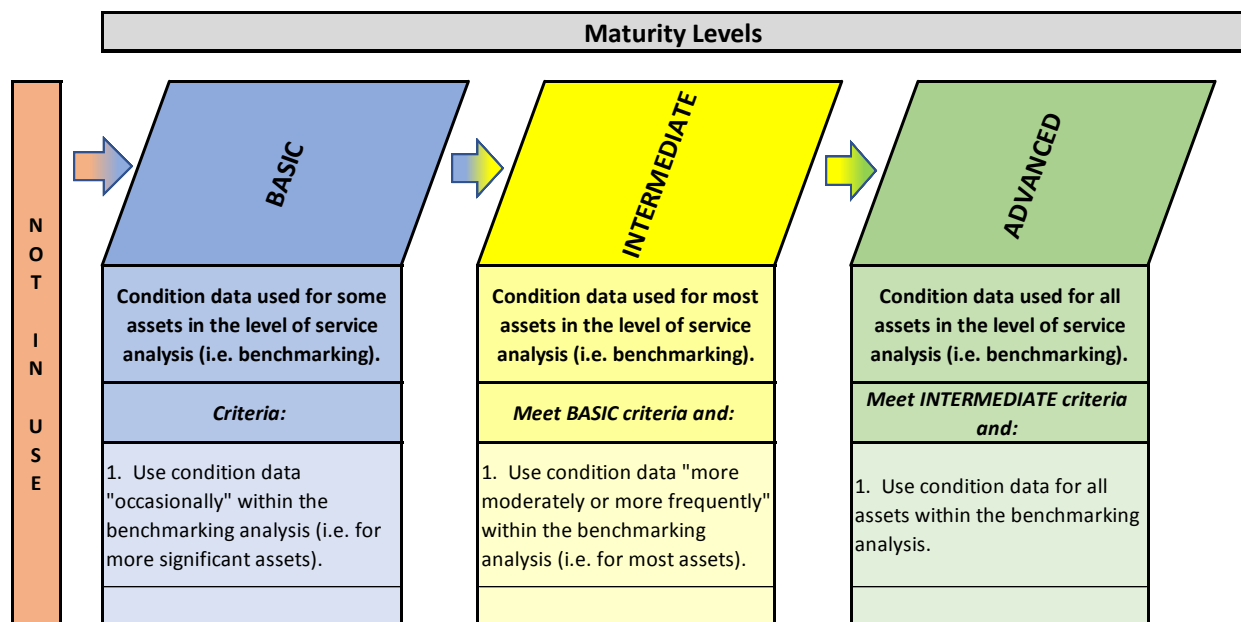 Maturity Levels
NOT IN USE
BASIC
INTERMEDIATE
ADVANCED
Condition data used for some
assets in the level of service
analysis (i.e. benchmarking).
Condition data used for most
assets in the level of service
analysis (i.e. benchmarking).
Condition data used for all
assets in the level of service
analysis (i.e. benchmarking).
Criteria:
Meet BASIC criteria and:
Meet INTERMEDIATE criteria
and:
1.  Use condition data
"occasionally" within the
benchmarking analysis (i.e. for
more significant assets).
1.  Use condition data "more
moderately or more frequently"
within the benchmarking
analysis (i.e. for most assets).
1.  Use condition data for all
assets within the benchmarking
analysis.